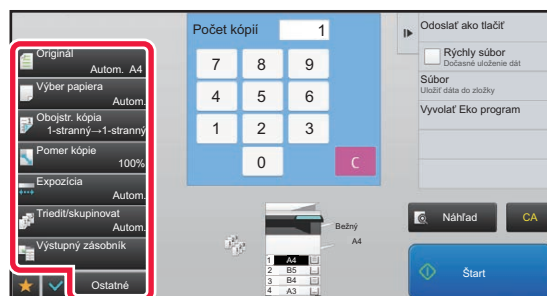 Originál
Autom. A4
Výber papiera
Autom.
Obojstr. kópia
1-stranný→1-stranný
Pomer kópie
100%
Expozícia
Autom.
Triediť/skupinovat
Autom.
Výstupný zásobník
Ostatné
Počet kópií 1
7 8 9
4 5 6
1 2 3
0 C
Bežný
A4
1 A4
2 B5
3 B4
4 A3
Odoslať ako tlačiť
Rýchly súbor
Dočasné uloženie dát
Súbor
Uložiť dáta do zložky
Vyvolať Eko program
Náhľad CA
Štart